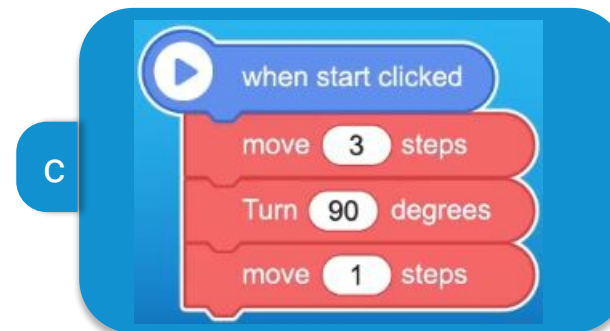 when start clicked
move 3 steps
C
Turn 90 degrees
move 1 steps